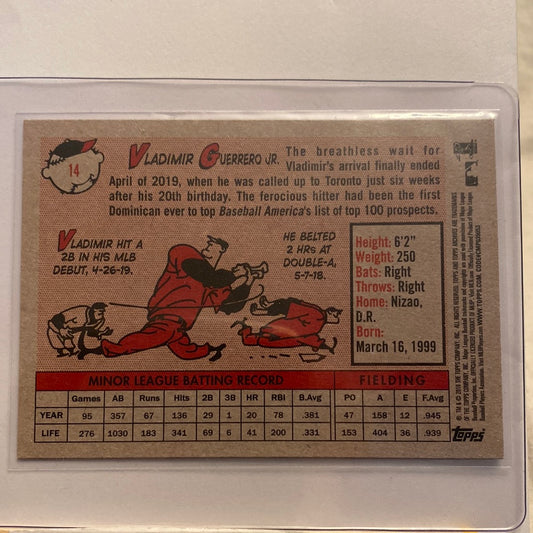 14
VLADIMIR GUERRERO JR.
The breathless wait for
Vladimir's arrival finally ended
April of 2019, when he was called up to Toronto just six weeks
after his 20th birthday. The ferocious hitter had been the first
Dominican ever to top Baseball America's list of top 100 prospects.
VLADIMIR HIT A
2B IN HIS MLB
DEBUT, 4-26-19.
HE BELTED
2 HRs AT
DOUBLE-A,
5-7-18.
Height: 6'2"
Weight: 250
Bats: Right
Throws: Right
Home: Nizao,
D.R.
Born:
March 16, 1999
MINOR LEAGUE BATTING RECORD FIELDING
Games AB Runs Hits 2B 3B HR RBI B.Avg PO A E F.Avg
YEAR 95 357 67 136 29 1 20 78 .381 47 158 12 .945
LIFE 276 1030 183 341 69 6 41 200 .331 153 404 36 .939
topps